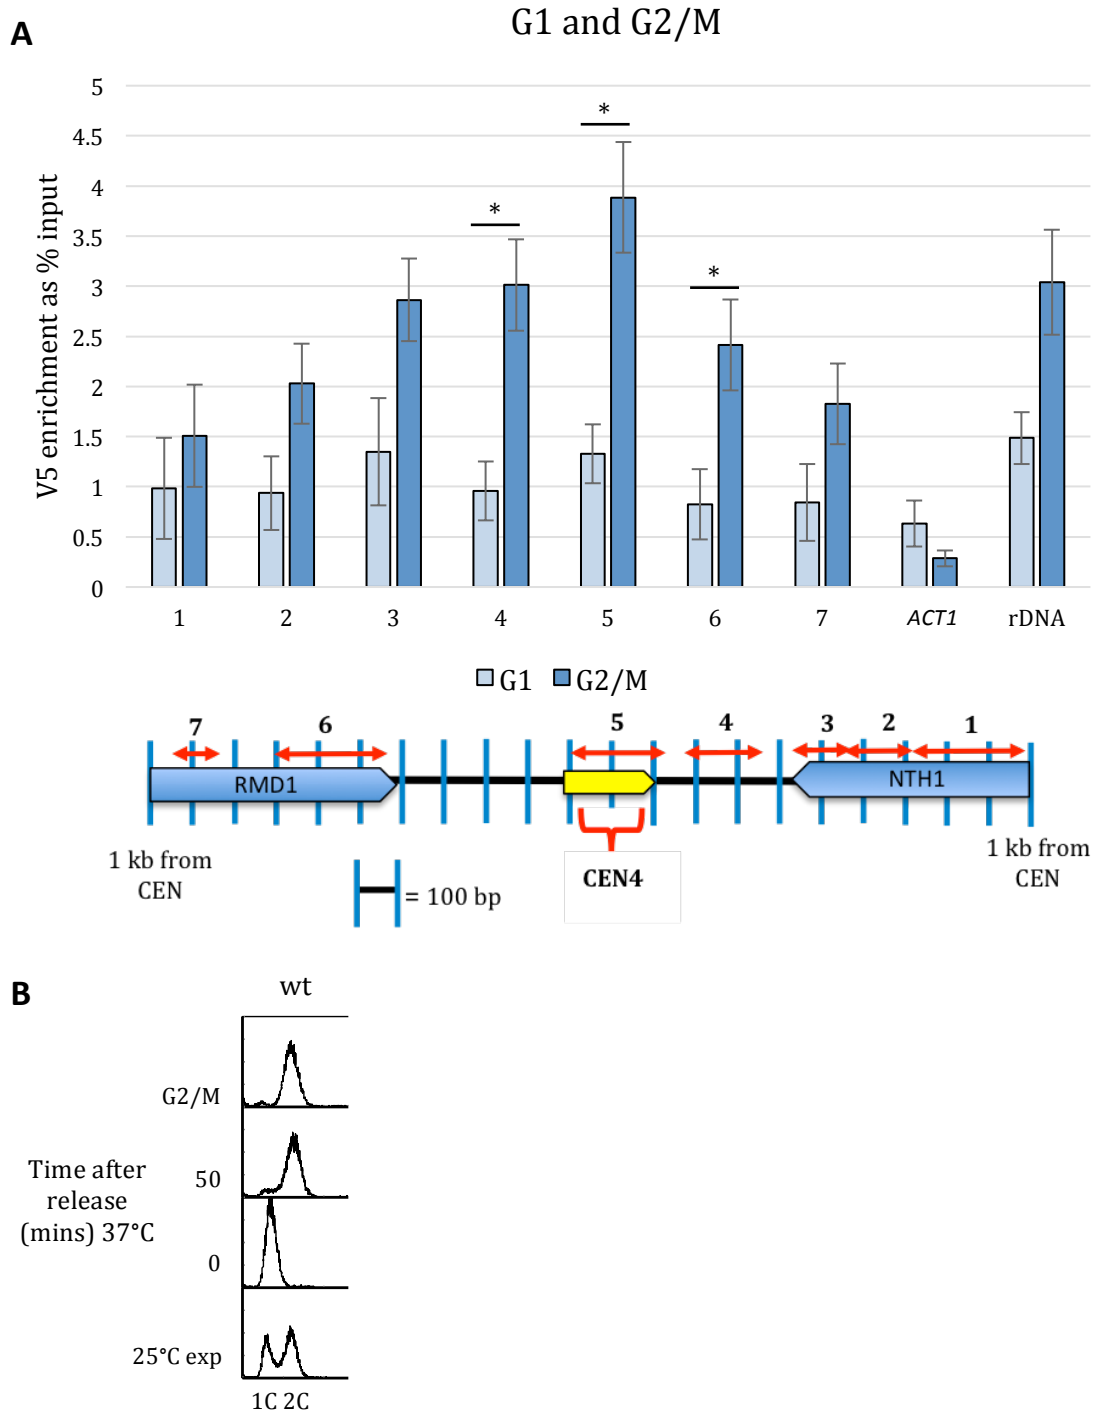 A
G1 and G2/M
V5 enrichment as % input
5
4.5
4
3.5
3
2.5
2
1.5
1
0.5
0
*
*
*
1 2 3 4 5 6 7 ACT1 rDNA
G1 G2/M
7 6 5 4 3 2 1
RMD1 NTH1
1 kb from
CEN
CEN4
1 kb from
CEN
= 100 bp
B
wt
G2/M
50
Time after
release
(mins) 37°C
0
25°C exp
1C 2C